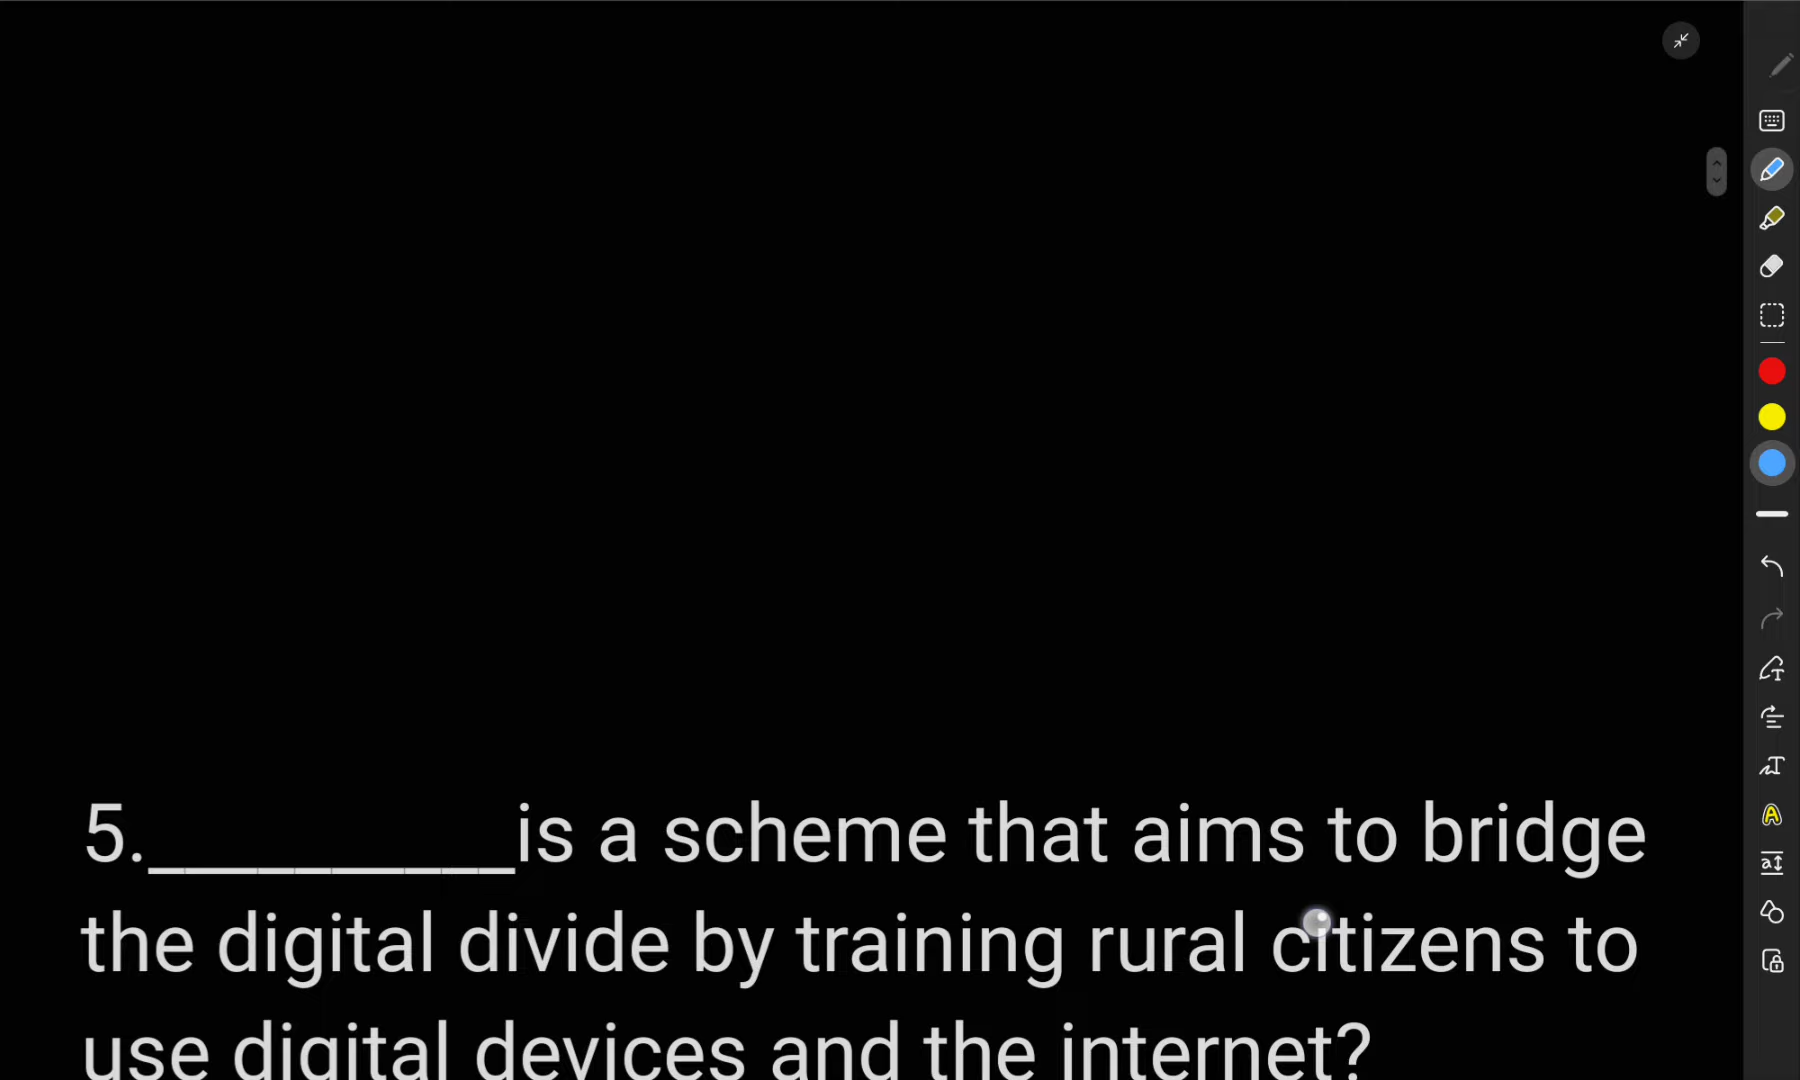 5.__________is a scheme that aims to bridge
the digital divide by training rural citizens to
use digital devices and the internet?